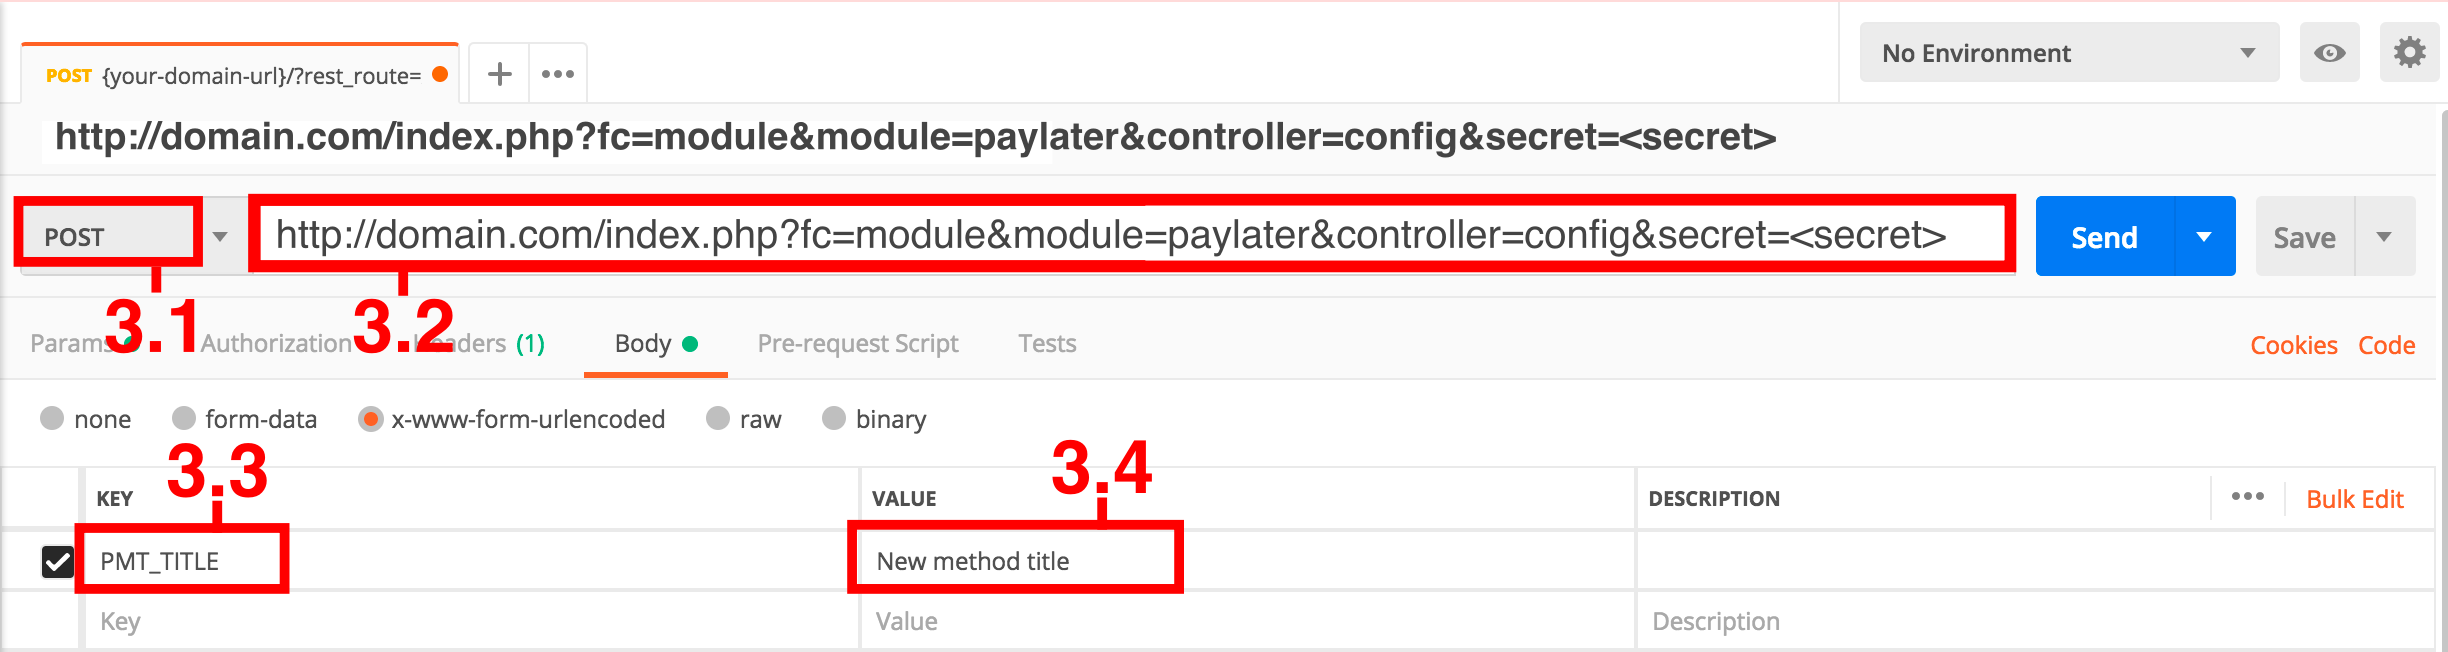 POST {your-domain-url}/?rest_route= No Environment
http://domain.com/index.php?fc=module&module=paylater&controller=config&secret=<secret>
POST http://domain.com/index.php?fc=module&module=paylater&controller=config&secret=<secret> Send Save
3.1 3.2
Params Authorization Headers (1) Body Pre-request Script Tests Cookies Code
none form-data x-www-form-urlencoded raw binary
3.3 3.4
KEY VALUE DESCRIPTION Bulk Edit
PMT_TITLE New method title
Key Value Description